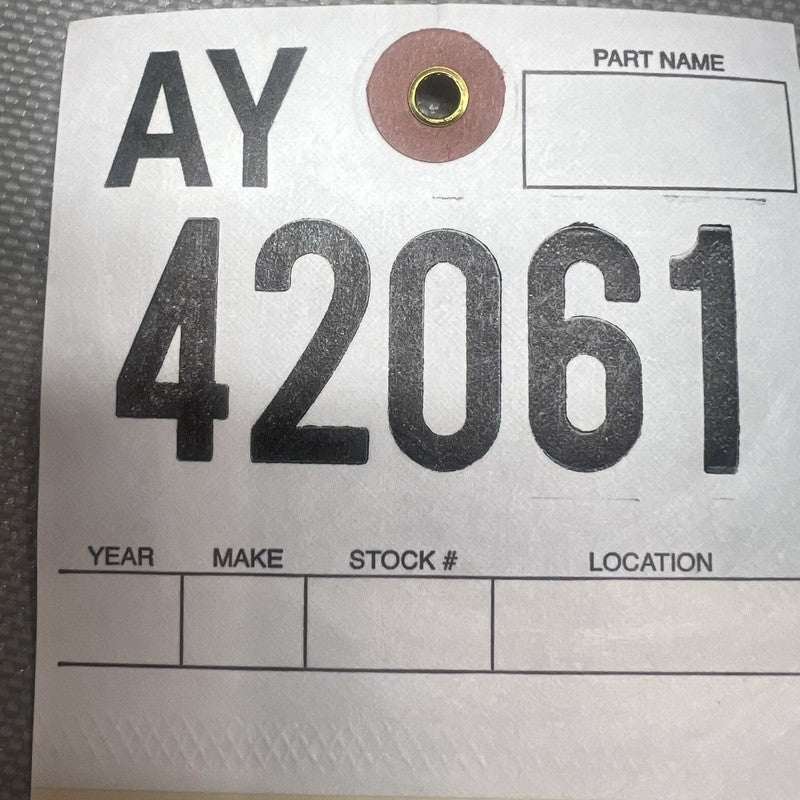 AY
PART NAME
42061
YEAR MAKE STOCK # LOCATION